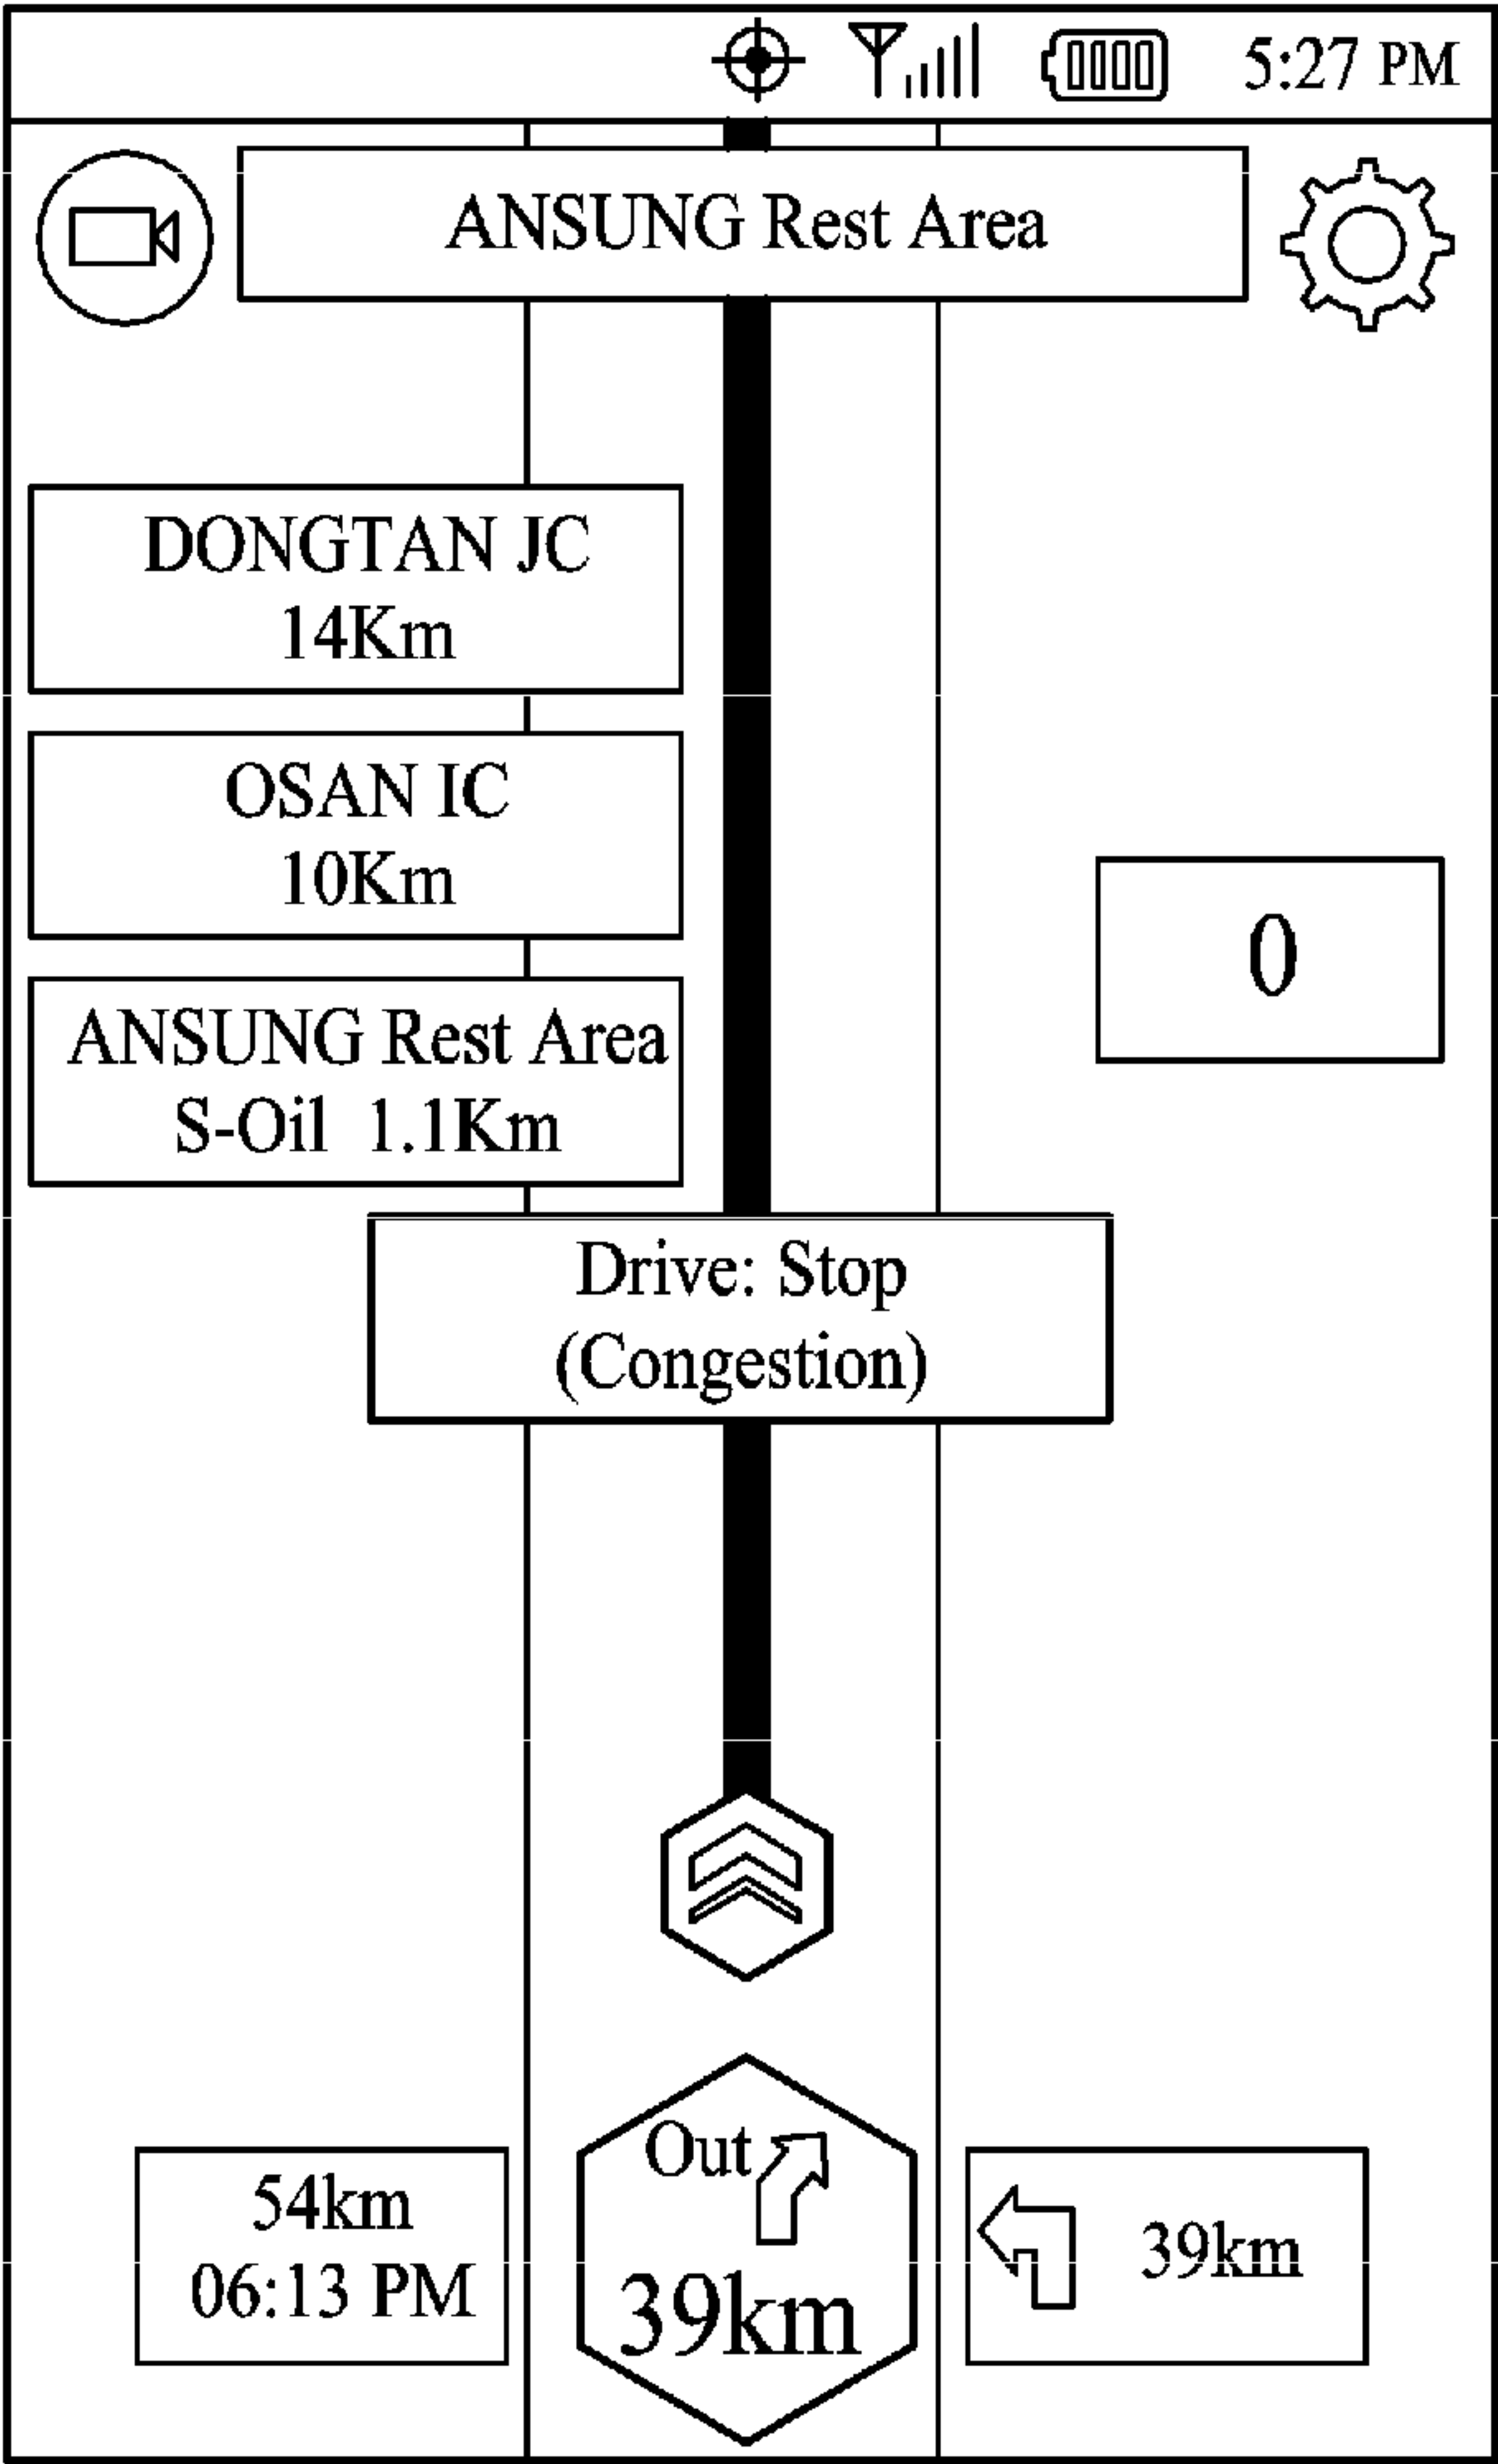 5:27 PM
ANSUNG Rest Area
DONGTAN JC
14Km
OSAN IC
10Km
0
ANSUNG Rest Area
S-Oil 1.1Km
Drive: Stop
(Congestion)
Out
39km
54km
06:13 PM
39km